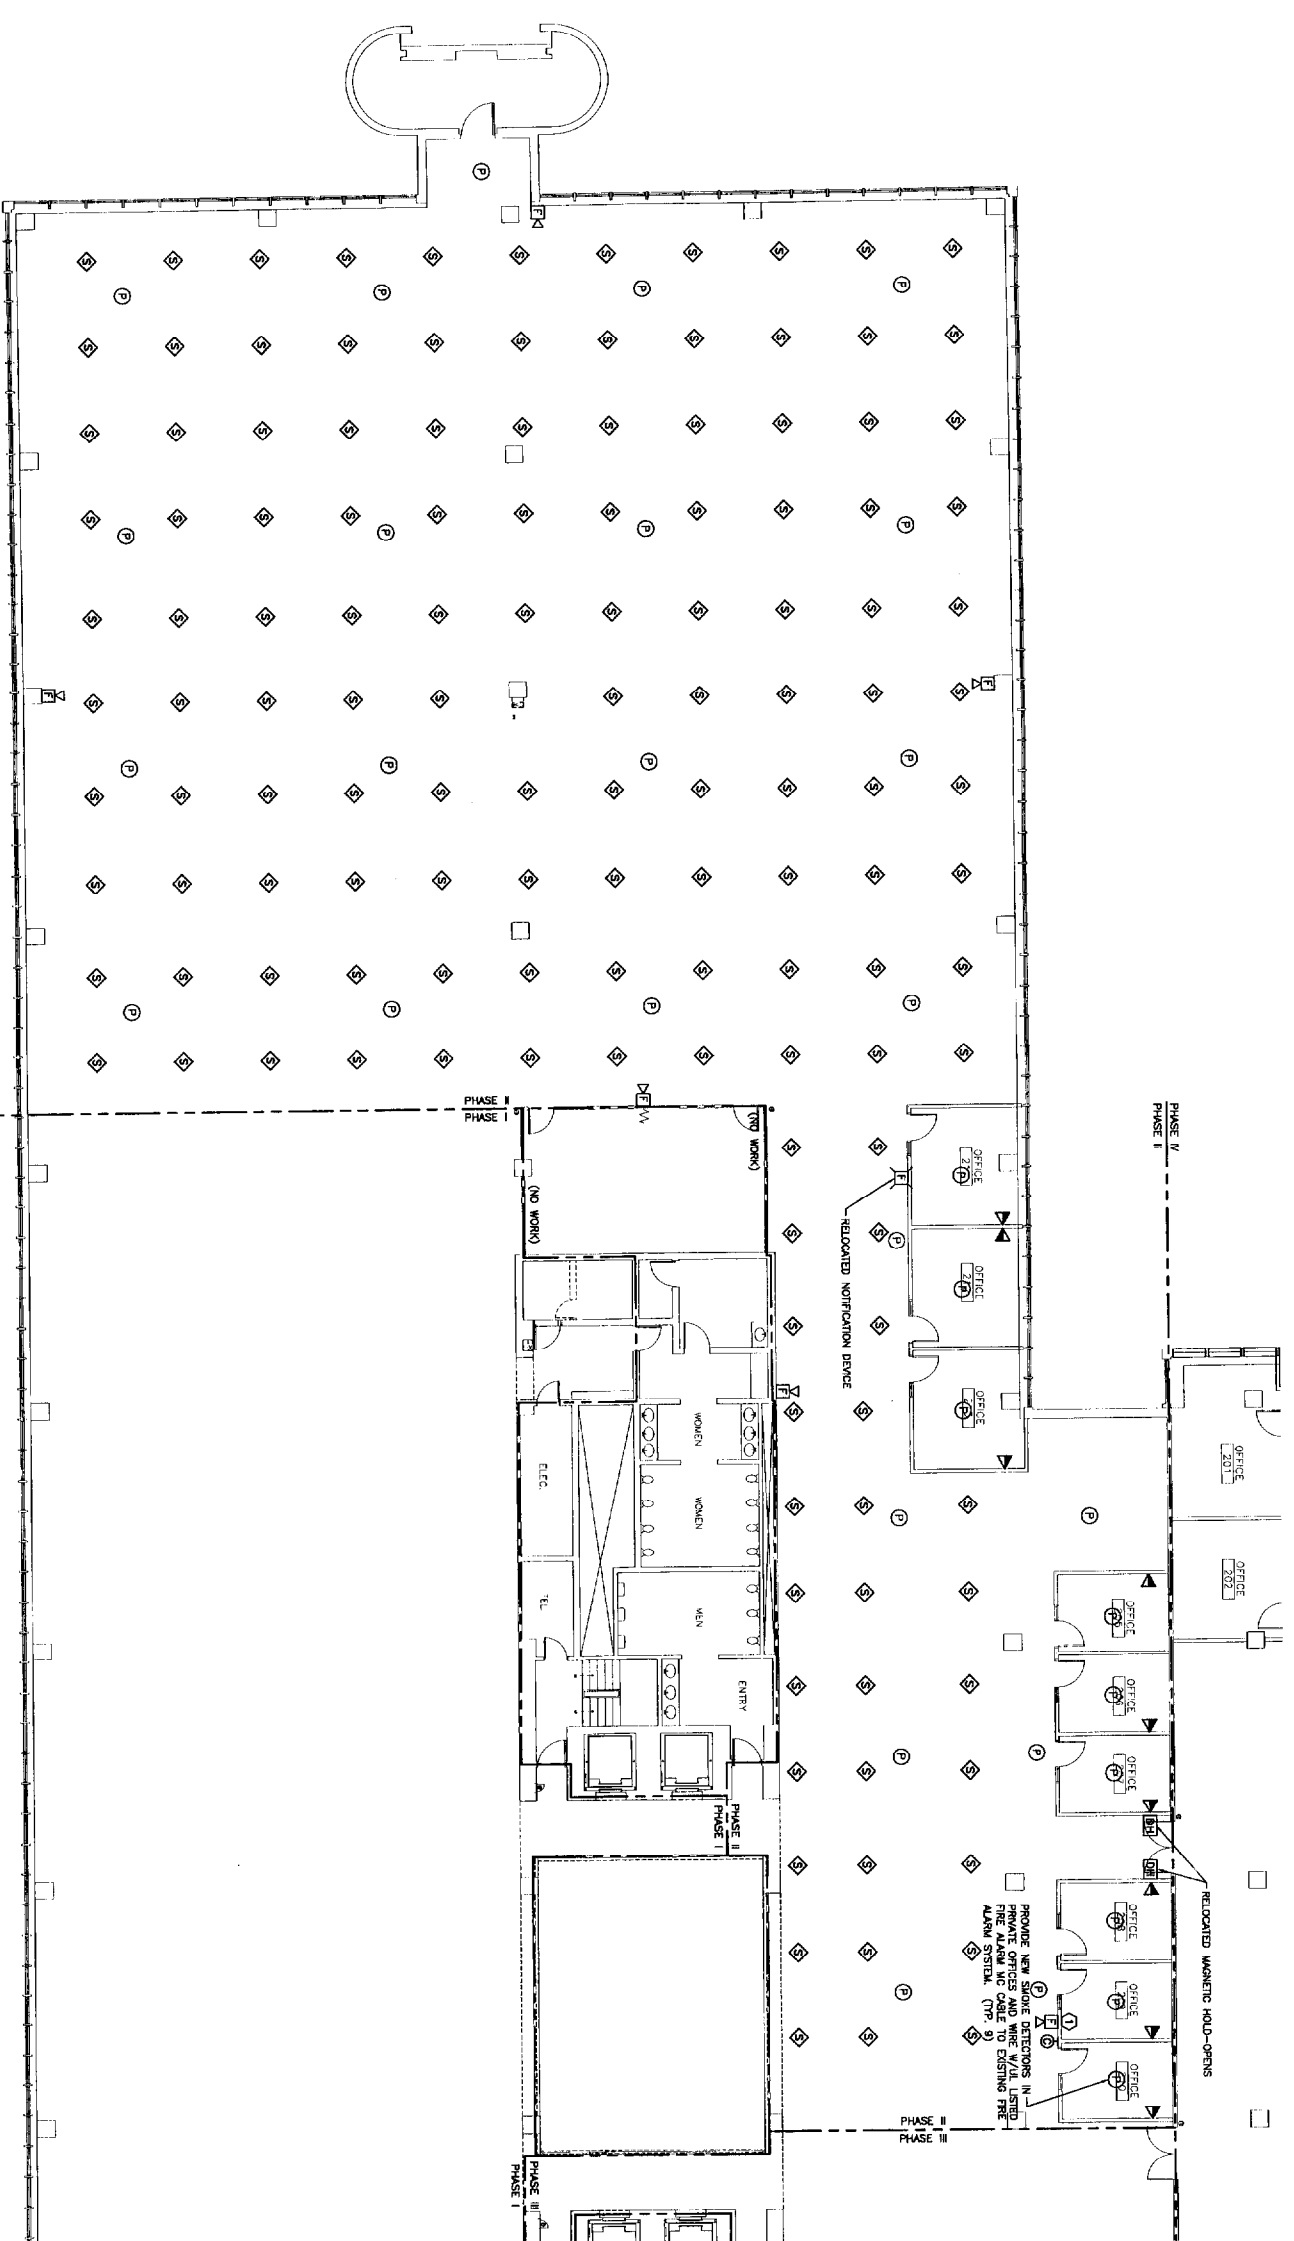 PHASE II
PHASE I
(NO WORK)
(NO WORK)
OFFICE
OFFICE
OFFICE
RELOCATED NOTIFICATION DEVICE
PHASE IV
PHASE II
OFFICE
201
OFFICE
202
WOMEN
WOMEN
MEN
ENTRY
ELEC.
TEL
OFFICE
OFFICE
OFFICE
DH
DH
RELOCATED MAGNETIC HOLD-OPENS
OFFICE
OFFICE
OFFICE
PHASE II
PHASE I
PROVIDE NEW SMOKE DETECTORS IN
PRIVATE OFFICES AND WIRE W/UL LISTED
FIRE ALARM MC CABLE TO EXISTING FIRE
ALARM SYSTEM. (TYP. 9)
1
F
C
PHASE II
PHASE III
PHASE III
PHASE I